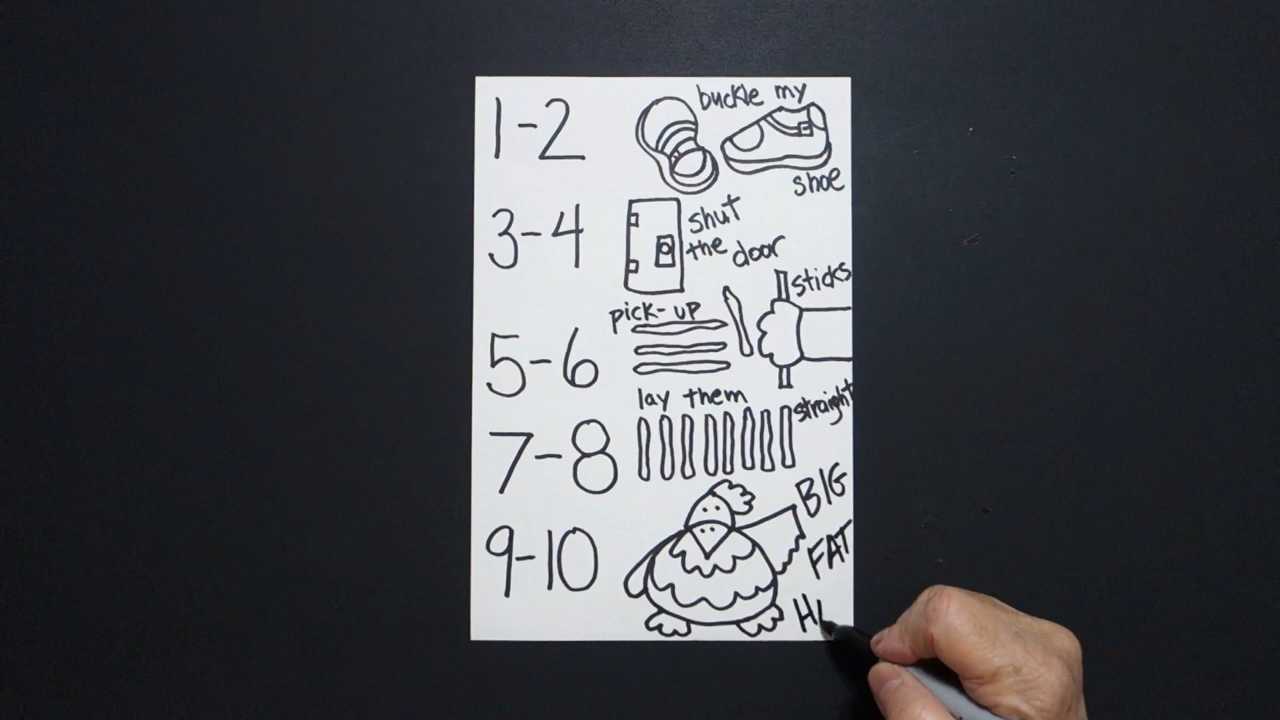 1-2
buckle my
shoe
3-4
shut
the door
5-6
pick-up
sticks
7-8
lay them
straight
9-10
BIG
FAT